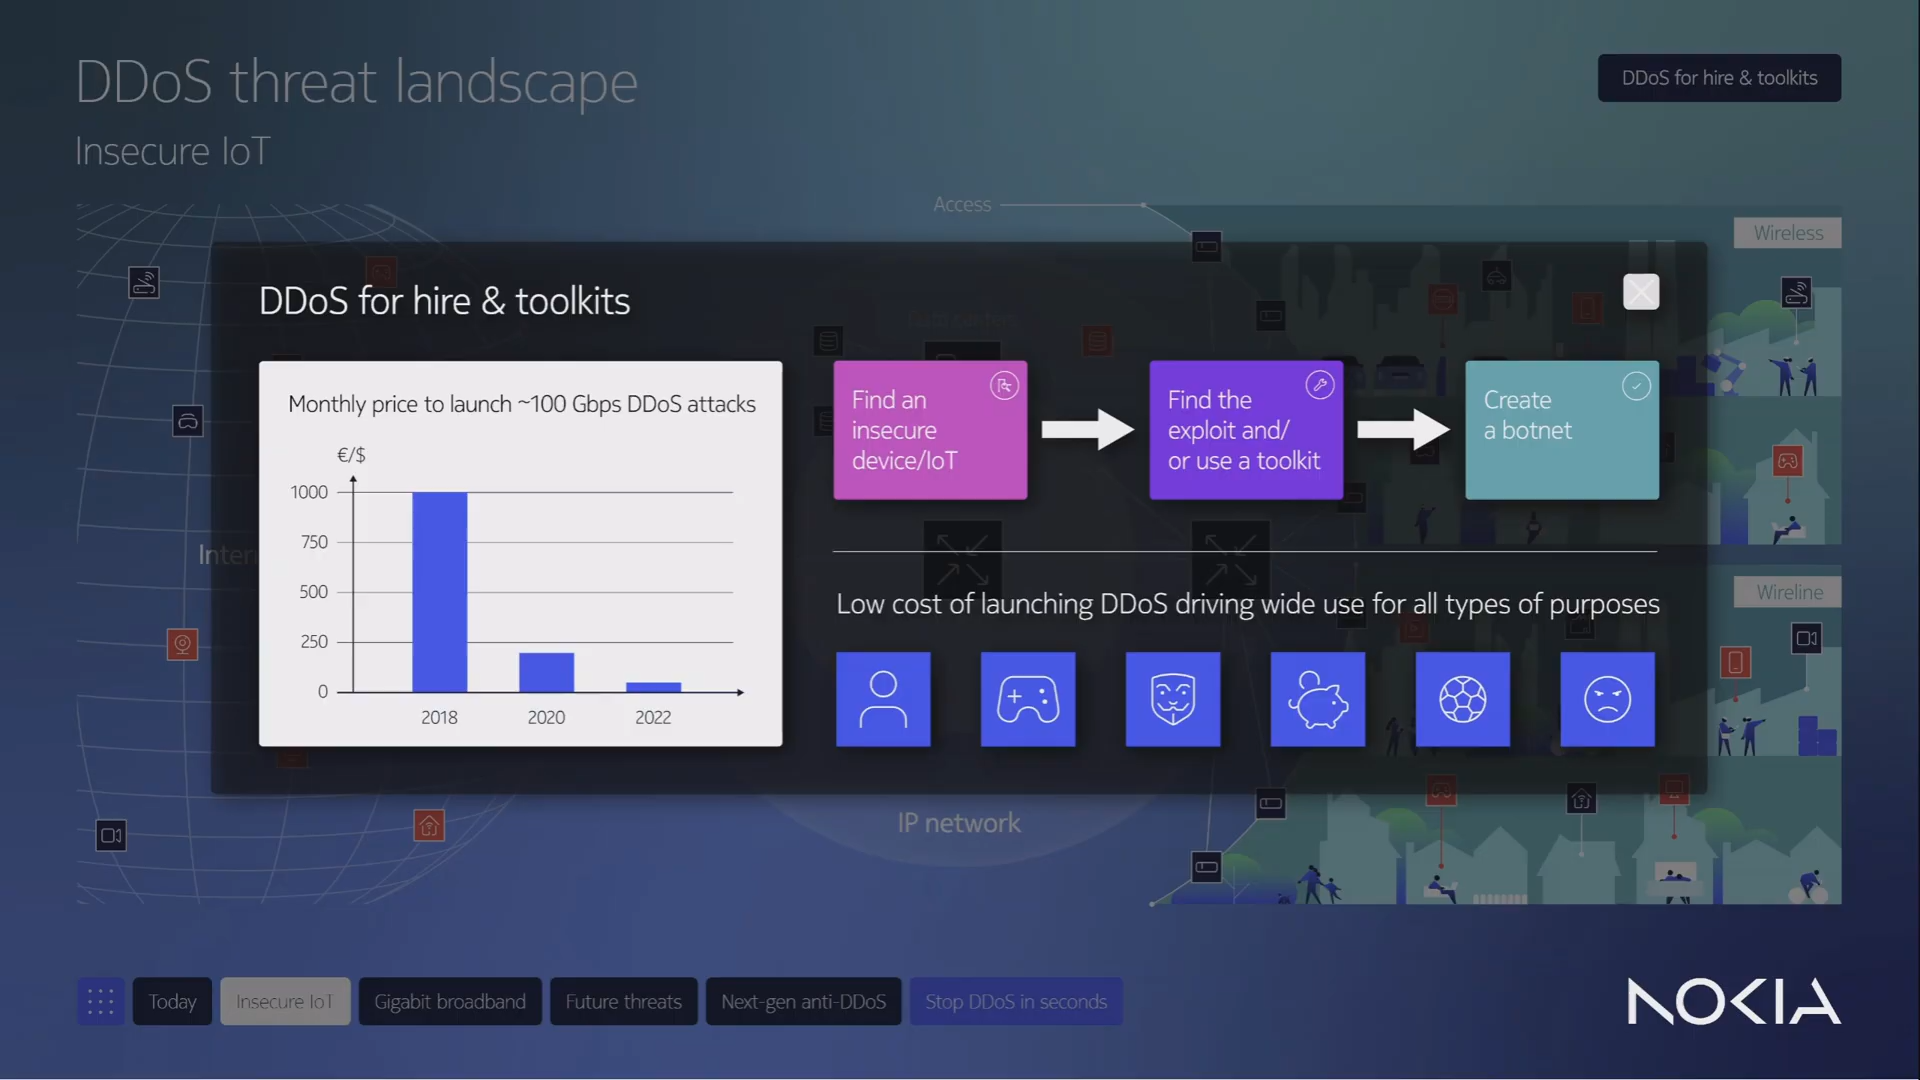 DDoS threat landscape
Insecure IoT
DDoS for hire & toolkits
Access
Wireless
DDoS for hire & toolkits
Monthly price to launch ~100 Gbps DDoS attacks
€/$
1000
750
500
250
0
2018
2020
2022
Find an
insecure
device/IoT
Find the
exploit and/
or use a toolkit
Create
a botnet
Low cost of launching DDoS driving wide use for all types of purposes
Wireline
IP network
Today
Insecure IoT
Gigabit broadband
Future threats
Next-gen anti-DDoS
Stop DDoS in seconds
NOKIA